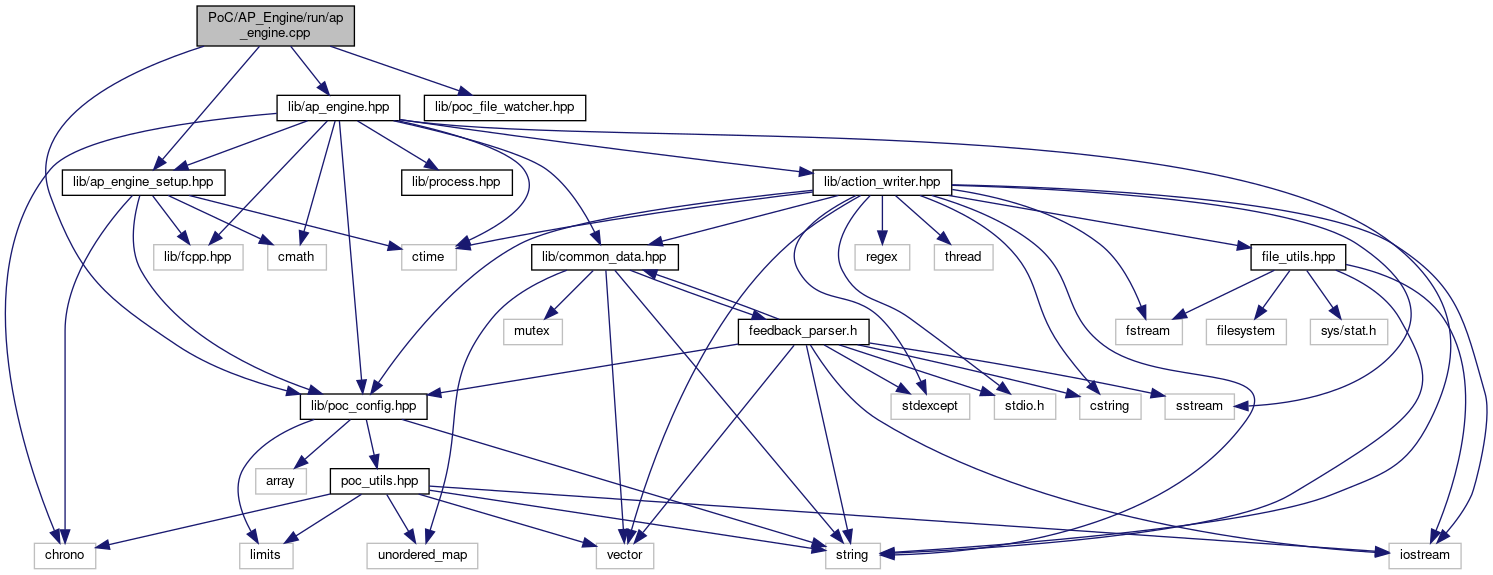 PoC/AP_Engine/run/ap
_engine.cpp
lib/ap_engine.hpp
lib/poc_file_watcher.hpp
lib/ap_engine_setup.hpp
lib/process.hpp
lib/action_writer.hpp
lib/fcpp.hpp
cmath
ctime
lib/common_data.hpp
regex
thread
file_utils.hpp
mutex
feedback_parser.h
fstream
filesystem
sys/stat.h
lib/poc_config.hpp
stdexcept
stdio.h
cstring
sstream
array
poc_utils.hpp
chrono
limits
unordered_map
vector
string
iostream